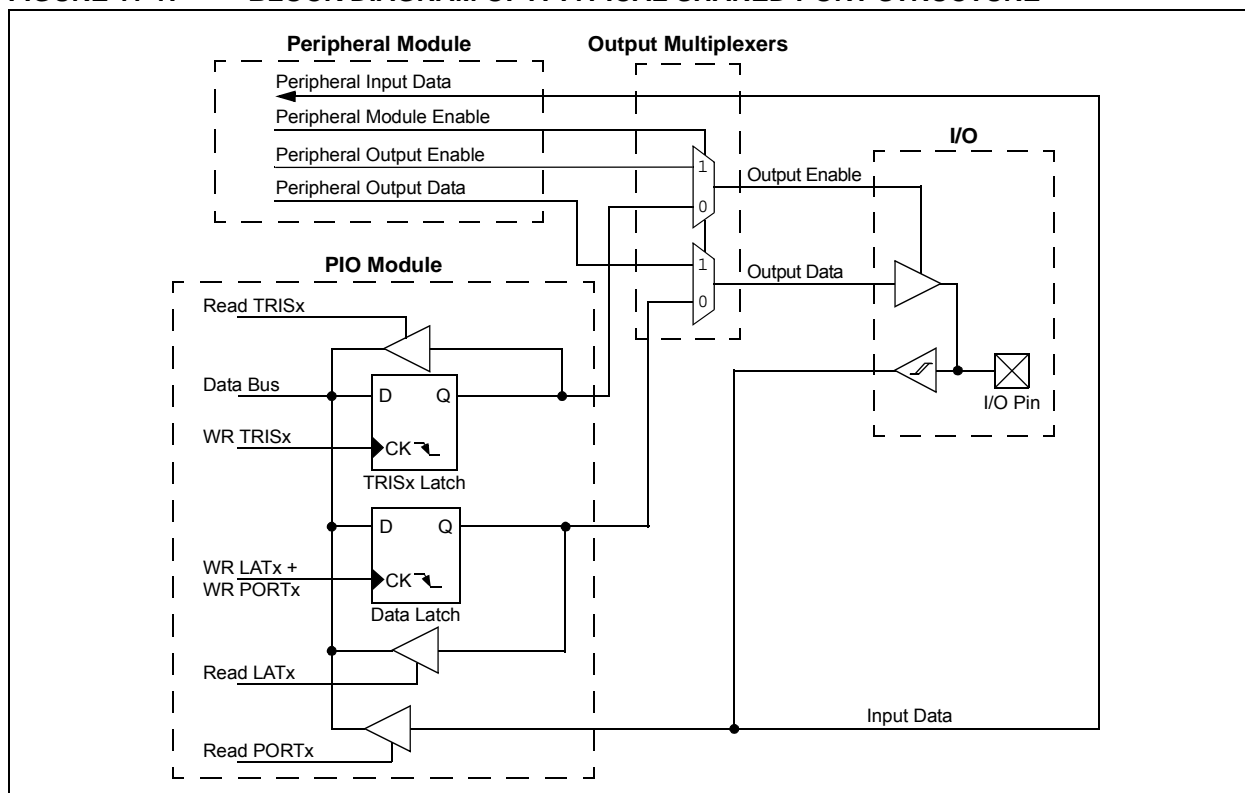 Peripheral Module
Output Multiplexers
Peripheral Input Data
Peripheral Module Enable
Peripheral Output Enable
Peripheral Output Data
1
0
1
0
Output Enable
Output Data
I/O
I/O Pin
PIO Module
Read TRISx
Data Bus
D Q
WR TRISx
CK
TRISx Latch
D Q
WR LATx +
WR PORTx
CK
Data Latch
Read LATx
Read PORTx
Input Data